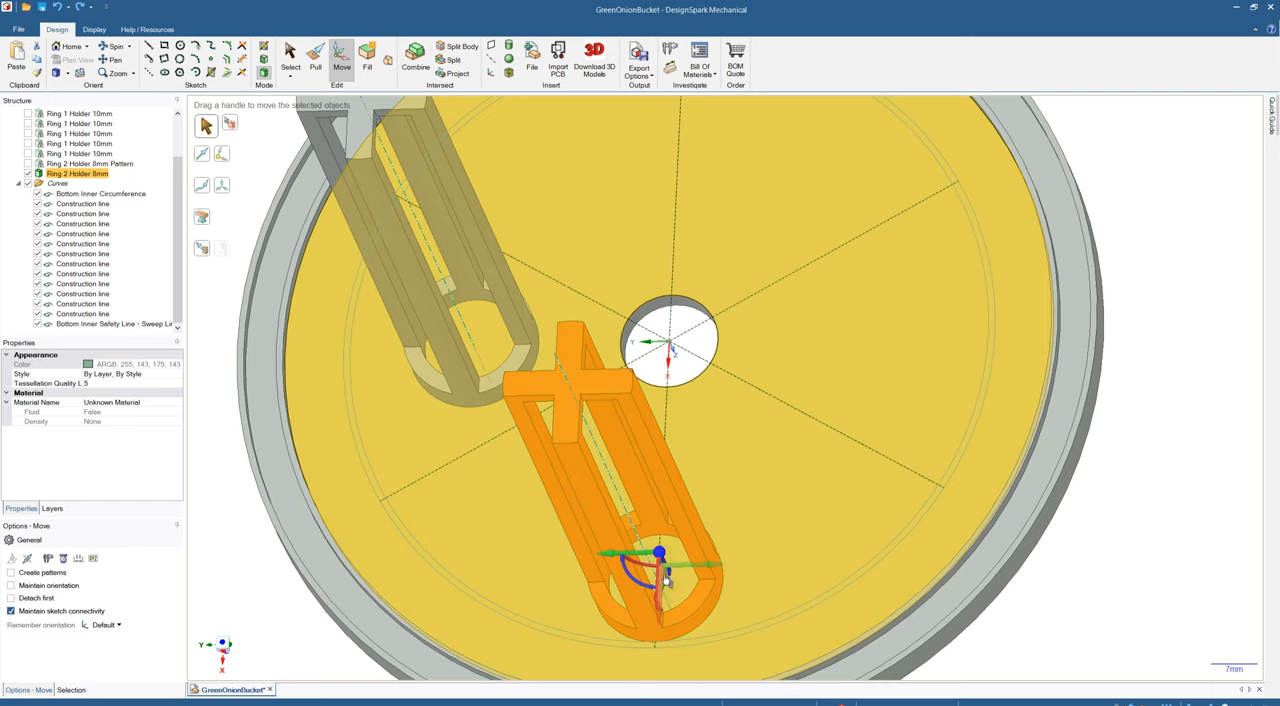 GreenOnionBucket - DesignSpark Mechanical
File Design Display Help / Resources
Paste
Clipboard
Home Spin
Plan View Pan
Zoom
Orient
Sketch
Mode
Select Pull Move Fill
Edit
Combine Split Body
Split
Project
Intersect
File Import PCB Download 3D Models
3D
Insert
Export Options
Output
Bill Of Materials
Investigate
BOM Quote
Order
Structure
Ring 1 Holder 10mm
Ring 1 Holder 10mm
Ring 1 Holder 10mm
Ring 1 Holder 10mm
Ring 1 Holder 10mm
Ring 2 Holder 8mm Pattern
Ring 2 Holder 8mm
Curves
Bottom Inner Circumference
Construction line
Construction line
Construction line
Construction line
Construction line
Construction line
Construction line
Construction line
Construction line
Construction line
Construction line
Construction line
Bottom Inner Safety Line - Sweep Lin
Properties
Appearance
Color ARGB: 255, 143, 175, 143
Style By Layer, By Style
Tessellation Quality L 5
Material
Material Name Unknown Material
Fluid False
Density None
Properties Layers
Options - Move
General
Create patterns
Maintain orientation
Detach first
Maintain sketch connectivity
Remember orientation Default
Options - Move Selection
Drag a handle to move the selected objects
Quick Guide
Y
Z
X
Y
X
7mm
GreenOnionBucket*